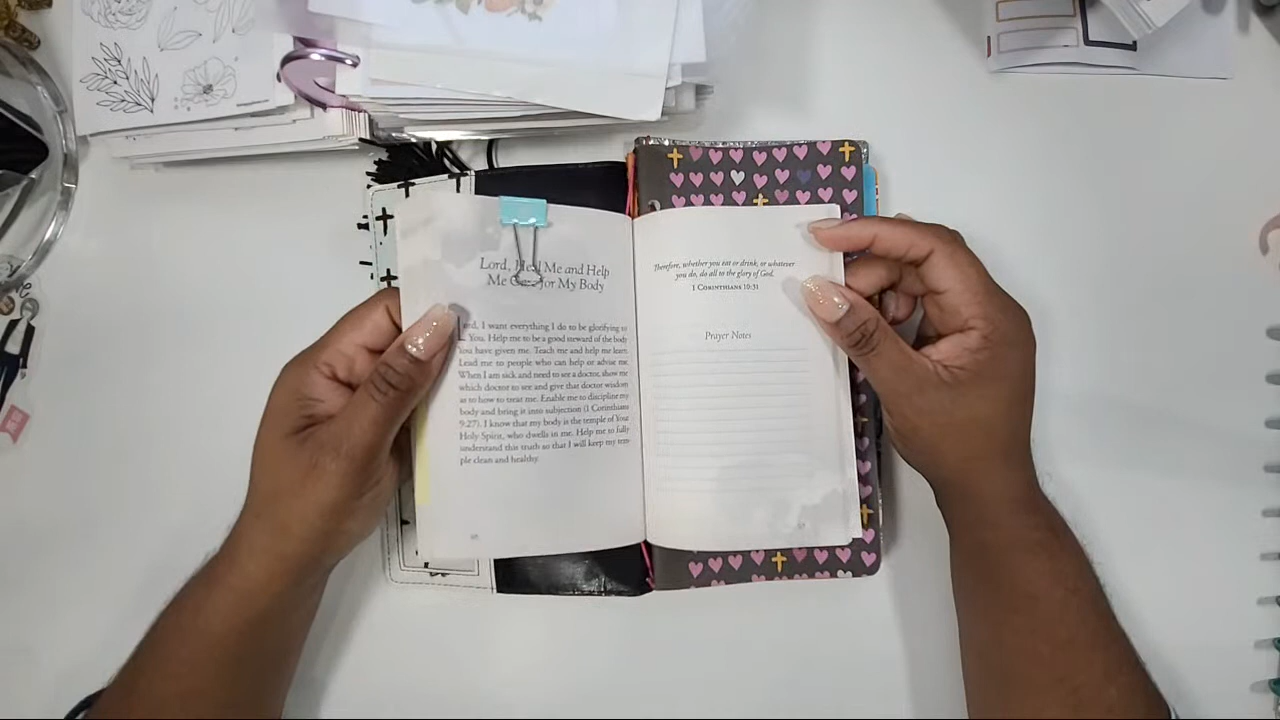 Lord, Heal Me and Help
Me Care for My Body
Lord, I want everything I do to be glorifying to
You. Help me to be a good steward of the body
You have given me. Teach me and help me learn.
Lead me to people who can help or advise me.
When I am sick and need to see a doctor, show me
which doctor to see and give that doctor wisdom
as to how to treat me. Enable me to discipline my
body and bring it into subjection (1 Corinthians
9:27). I know that my body is the temple of Your
Holy Spirit, who dwells in me. Help me to fully
understand this truth so that I will keep my tem-
ple clean and healthy.
Therefore, whether you eat or drink, or whatever
you do, do all to the glory of God.
1 Corinthians 10:31
Prayer Notes